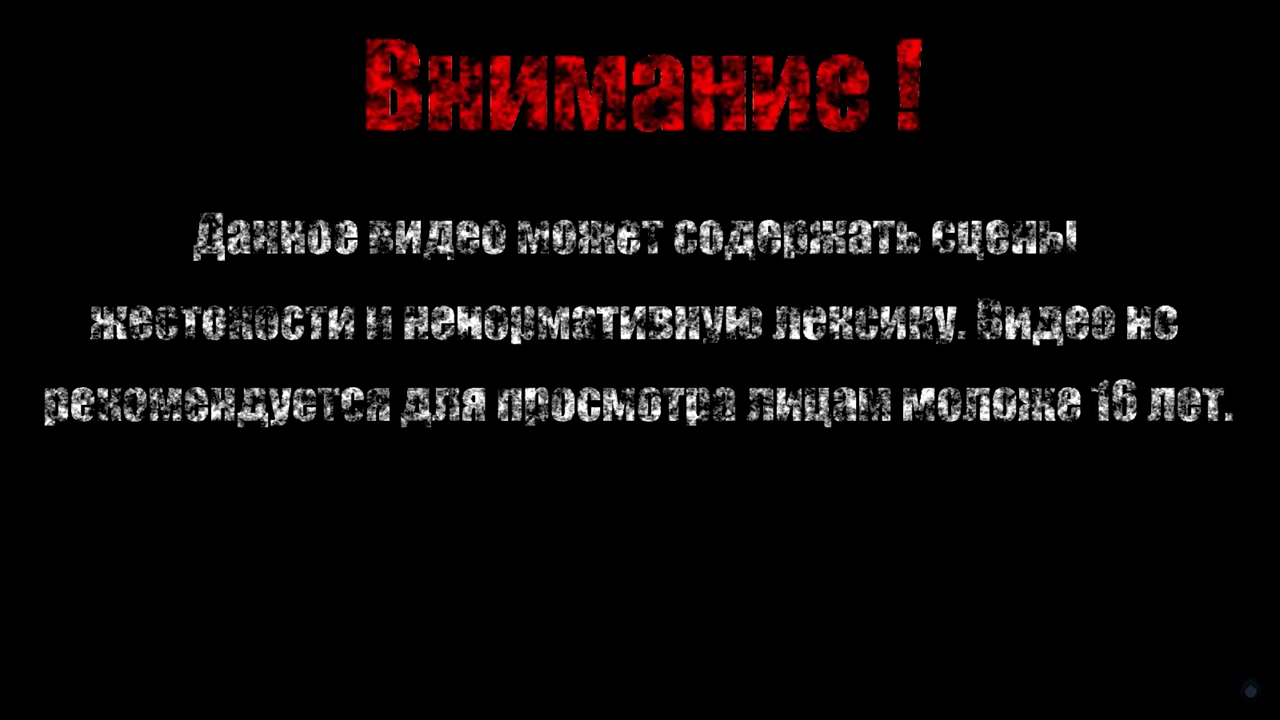 Внимание !
Данное видео может содержать сцены
жестокости и ненормативную лексику. Видео не
рекомендуется для просмотра лицам моложе 16 лет.